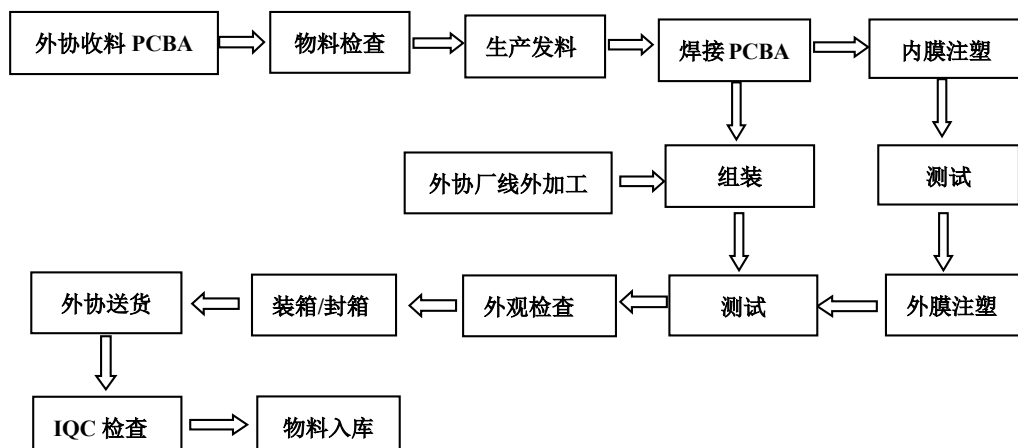 外协收料 PCBA
物料检查
生产发料
焊接 PCBA
内膜注塑
外协厂线外加工
组装
测试
外协送货
装箱/封箱
外观检查
测试
外膜注塑
IQC 检查
物料入库